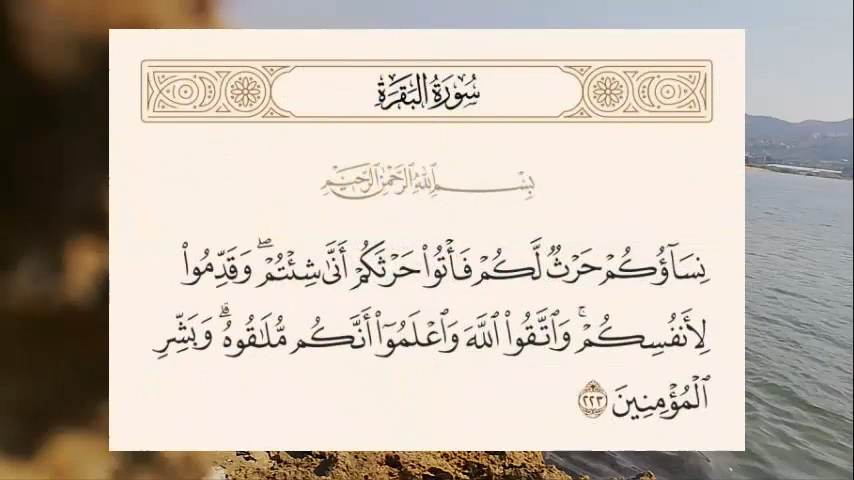 سُورَةُ البَقَرَةِ
بِسْمِ ٱللَّهِ ٱلرَّحْمَٰنِ ٱلرَّحِيمِ
نِسَآؤُكُمْ حَرْثٌ لَّكُمْ فَأْتُوا۟ حَرْثَكُمْ أَنَّىٰ شِئْتُمْ ۖ وَقَدِّمُوا۟
لِأَنفُسِكُمْ ۚ وَٱتَّقُوا۟ ٱللَّهَ وَٱعْلَمُوٓا۟ أَنَّكُم مُّلَٰقُوهُ ۗ وَبَشِّرِ
ٱلْمُؤْمِنِينَ ٢٢٣